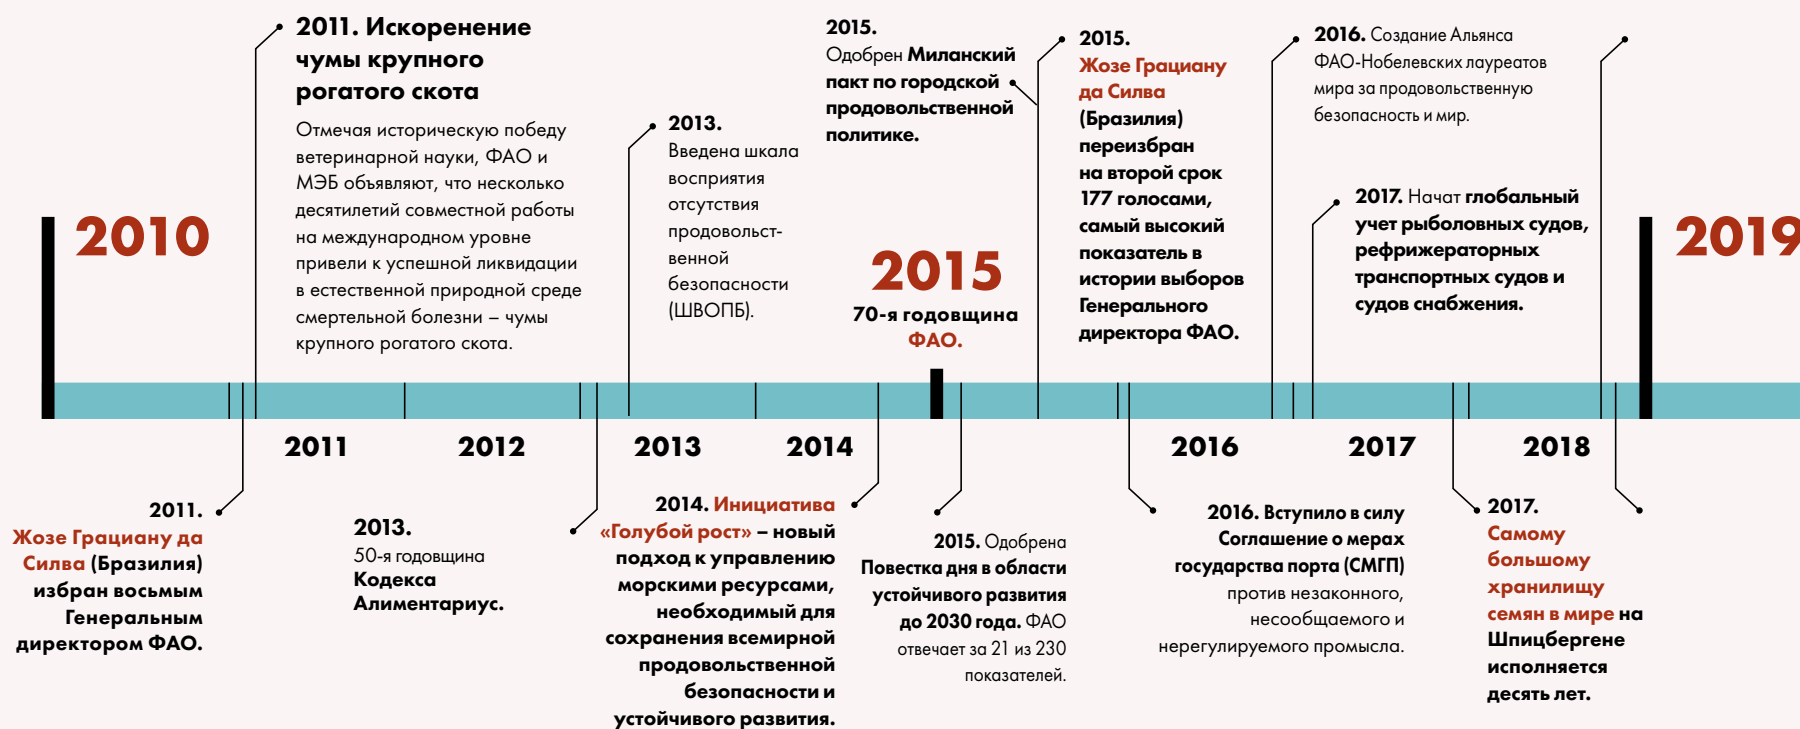 2011. Искоренение
чумы крупного
рогатого скота
Отмечая историческую победу
ветеринарной науки, ФАО и
МЭБ объявляют, что несколько
десятилетий совместной работы
на международном уровне
привели к успешной ликвидации
в естественной природной среде
смертельной болезни – чумы
крупного рогатого скота.
2013.
Введена шкала
восприятия
отсутствия
продовольст-
венной
безопасности
(ШВОПБ).
2015.
Одобрен Миланский
пакт по городской
продовольственной
политике.
2015.
Жозе Грациану
да Силва
(Бразилия)
переизбран
на второй срок
177 голосами,
самый высокий
показатель в
истории выборов
Генерального
директора ФАО.
2016. Создание Альянса
ФАО-Нобелевских лауреатов
мира за продовольственную
безопасность и мир.
2017. Начат глобальный
учет рыболовных судов,
рефрижераторных
транспортных судов и
судов снабжения.
2010
2015
70-я годовщина
ФАО.
2019
2011
2012
2013
2014
2016
2017
2018
2011.
Жозе Грациану да
Силва (Бразилия)
избран восьмым
Генеральным
директором ФАО.
2013.
50-я годовщина
Кодекса
Алиментариус.
2014. Инициатива
«Голубой рост» – новый
подход к управлению
морскими ресурсами,
необходимый для
сохранения всемирной
продовольственной
безопасности и
устойчивого развития.
2015. Одобрена
Повестка дня в области
устойчивого развития
до 2030 года. ФАО
отвечает за 21 из 230
показателей.
2016. Вступило в силу
Соглашение о мерах
государства порта (СМГП)
против незаконного,
несообщаемого и
нерегулируемого промысла.
2017.
Самому
большому
хранилищу
семян в мире на
Шпицбергене
исполняется
десять лет.